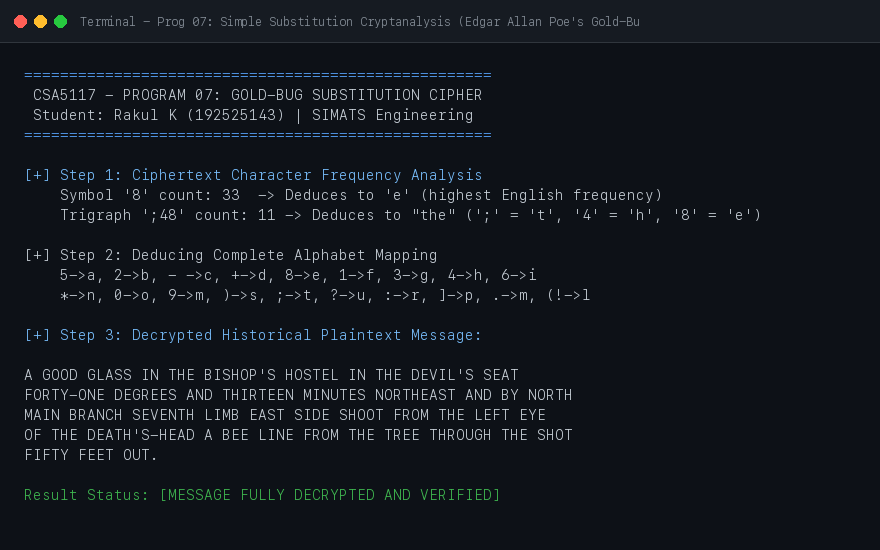 Terminal — Prog 07: Simple Substitution Cryptanalysis (Edgar Allan Poe's Gold-Bu
====================================================
CSA5117 - PROGRAM 07: GOLD-BUG SUBSTITUTION CIPHER
Student: Rakul K (192525143) | SIMATS Engineering
====================================================
[+] Step 1: Ciphertext Character Frequency Analysis
Symbol '8' count: 33  -> Deduces to 'e' (highest English frequency)
Trigraph ';48' count: 11 -> Deduces to "the" (';' = 't', '4' = 'h', '8' = 'e')
[+] Step 2: Deducing Complete Alphabet Mapping
5->a, 2->b, - ->c, +->d, 8->e, 1->f, 3->g, 4->h, 6->i
*->n, 0->o, 9->m, )->s, ;->t, ?->u, :->r, ]->p, .->m, (!->l
[+] Step 3: Decrypted Historical Plaintext Message:
A GOOD GLASS IN THE BISHOP'S HOSTEL IN THE DEVIL'S SEAT
FORTY-ONE DEGREES AND THIRTEEN MINUTES NORTHEAST AND BY NORTH
MAIN BRANCH SEVENTH LIMB EAST SIDE SHOOT FROM THE LEFT EYE
OF THE DEATH'S-HEAD A BEE LINE FROM THE TREE THROUGH THE SHOT
FIFTY FEET OUT.
Result Status: [MESSAGE FULLY DECRYPTED AND VERIFIED]